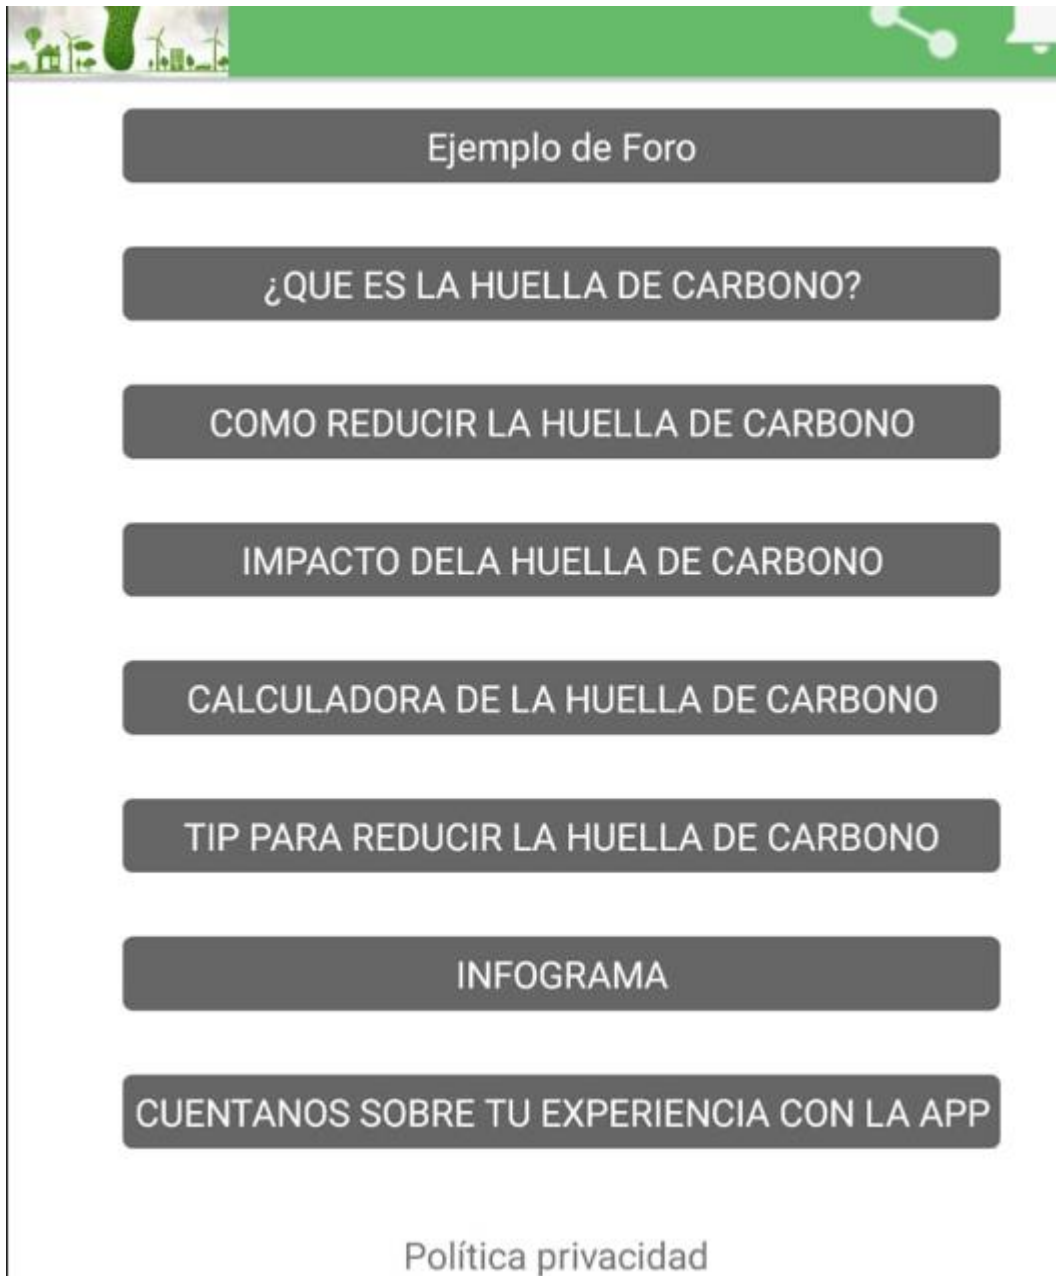 Ejemplo de Foro
¿QUE ES LA HUELLA DE CARBONO?
COMO REDUCIR LA HUELLA DE CARBONO
IMPACTO DELA HUELLA DE CARBONO
CALCULADORA DE LA HUELLA DE CARBONO
TIP PARA REDUCIR LA HUELLA DE CARBONO
INFOGRAMA
CUENTANOS SOBRE TU EXPERIENCIA CON LA APP
Política privacidad